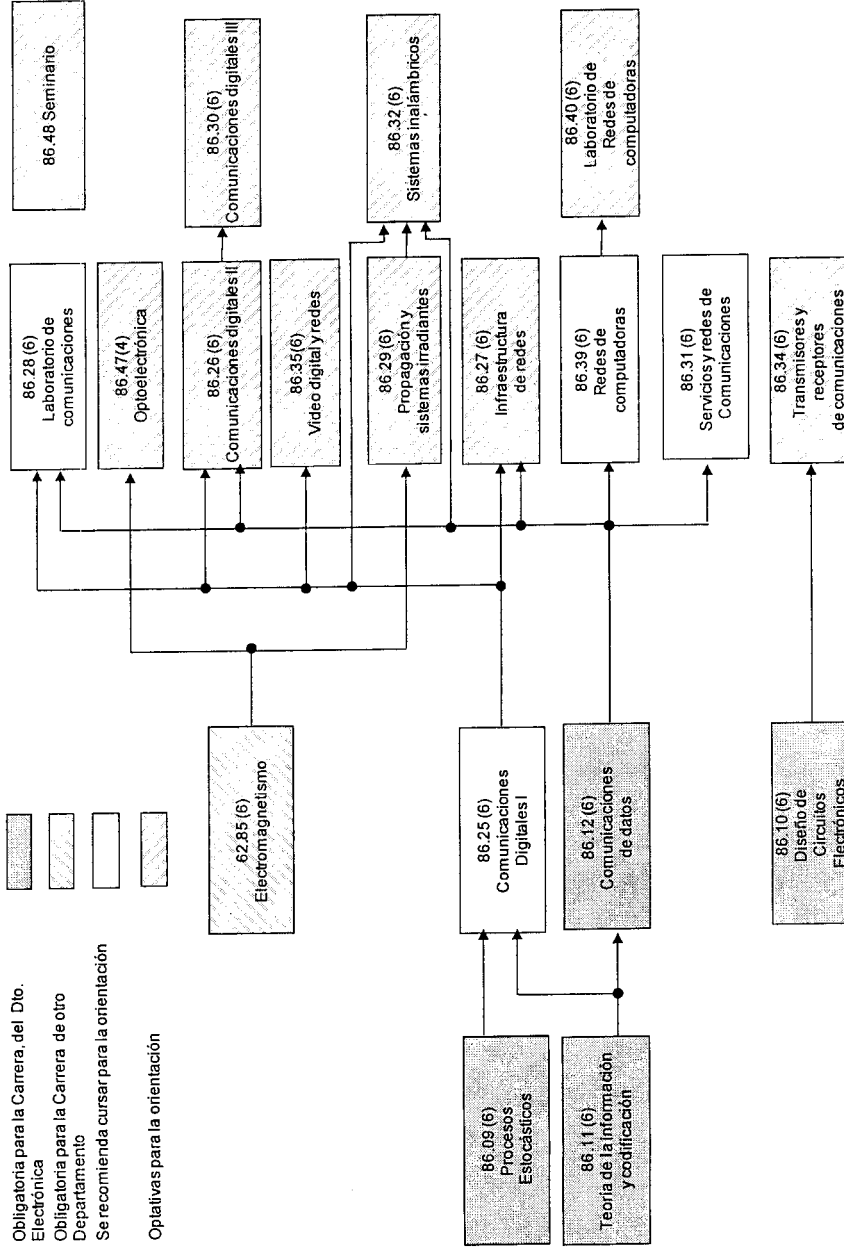 Obligatoria para la Carrera, del Dto.
Electrónica
Obligatoria para la Carrera de otro
Departamento
Se recomienda cursar para la orientación
Optativas para la orientación
86.09 (6)
Procesos
Estocásticos
86.11 (6)
Teoría de la Información
y codificación
62.85 (6)
Electromagnetismo
86.25 (6)
Comunicaciones
Digitales I
86.12 (6)
Comunicaciones
de datos
86.10 (6)
Diseño de
Circuitos
Electrónicos
86.28 (6)
Laboratorio de
comunicaciones
86.47(4)
Optoelectrónica
86.26 (6)
Comunicaciones digitales II
86.35(6)
Video digital y redes
86.29 (6)
Propagación y
sistemas irradiantes
86.27 (6)
Infraestructura
de redes
86.39 (6)
Redes de
computadoras
86.31 (6)
Servicios y redes de
Comunicaciones
86.34 (6)
Transmisores y
receptores
de comunicaciones
86.48 Seminario
86.30 (6)
Comunicaciones digitales III
86.32 (6)
Sistemas inalámbricos
86.40 (6)
Laboratorio de
Redes de
computadoras